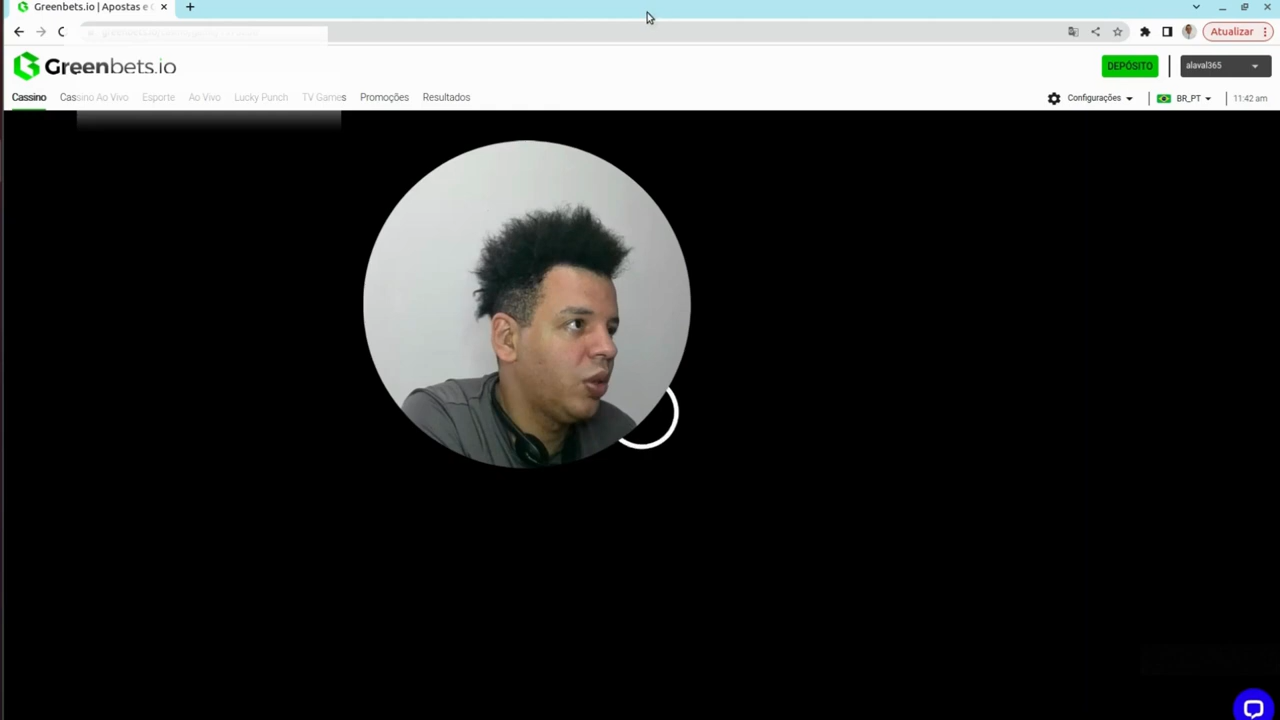 Greenbets.io | Apostas e
Atualizar
Greenbets.io
DEPÓSITO
alaval365
Cassino
Cassino Ao Vivo
Esporte
Ao Vivo
Lucky Punch
TV Games
Promoções
Resultados
Configurações
BR_PT
11:42 am